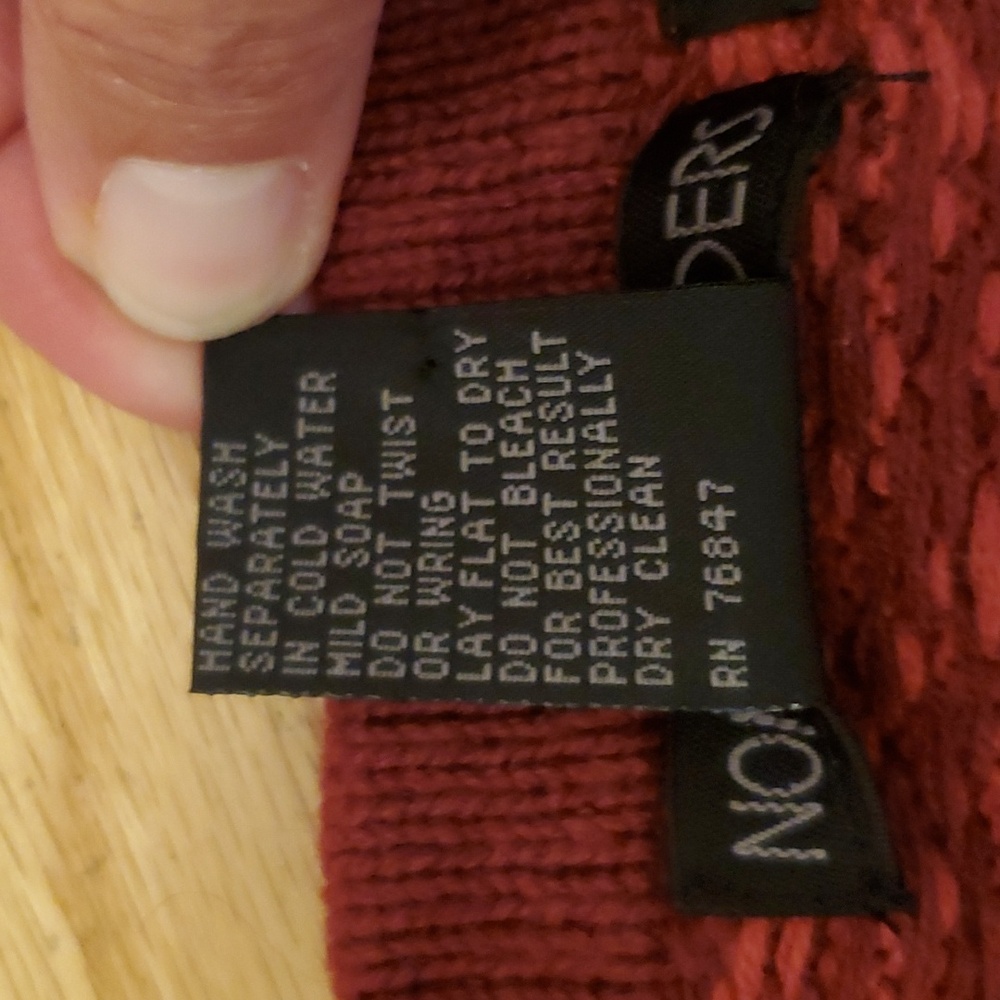 HAND WASH
SEPARATELY
IN COLD WATER
MILD SOAP
DO NOT TWIST
OR WRING
LAY FLAT TO DRY
DO NOT BLEACH
FOR BEST RESULT
PROFESSIONALLY
DRY CLEAN
RN 76847